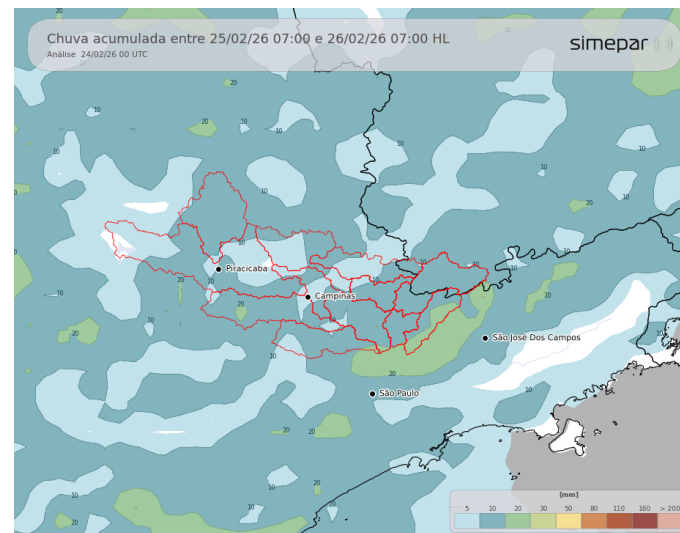 Chuva acumulada entre 25/02/26 07:00 e 26/02/26 07:00 HL
Análise 24/02/26 00 UTC
simepar
Piracicaba
Campinas
São José Dos Campos
São Paulo
[mm]
5 10 20 30 50 80 110 160 > 200